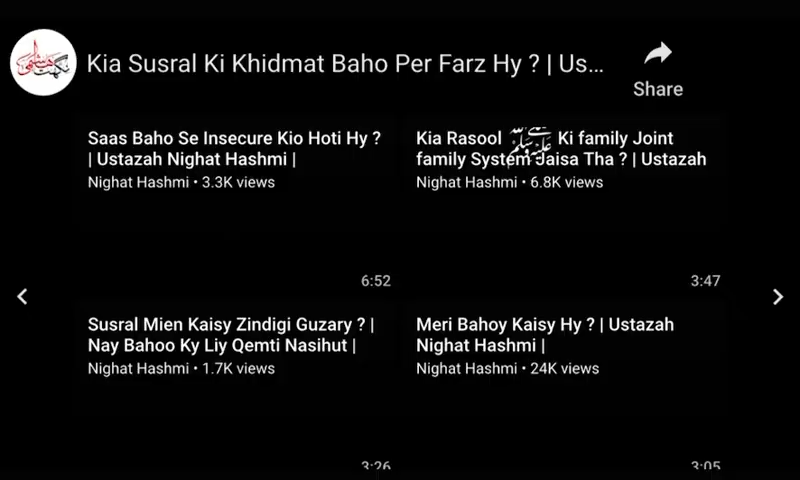 نگہت ہاشمی
Kia Susral Ki Khidmat Baho Per Farz Hy ? | Us...
Share
Saas Baho Se Insecure Kio Hoti Hy ?
| Ustazah Nighat Hashmi |
Nighat Hashmi • 3.3K views
6:52
Kia Rasool ﷺ Ki family Joint
family System Jaisa Tha ? | Ustazah
Nighat Hashmi • 6.8K views
3:47
Susral Mien Kaisy Zindigi Guzary ? |
Nay Bahoo Ky Liy Qemti Nasihut |
Nighat Hashmi • 1.7K views
3:26
Meri Bahoy Kaisy Hy ? | Ustazah
Nighat Hashmi |
Nighat Hashmi • 24K views
3:05